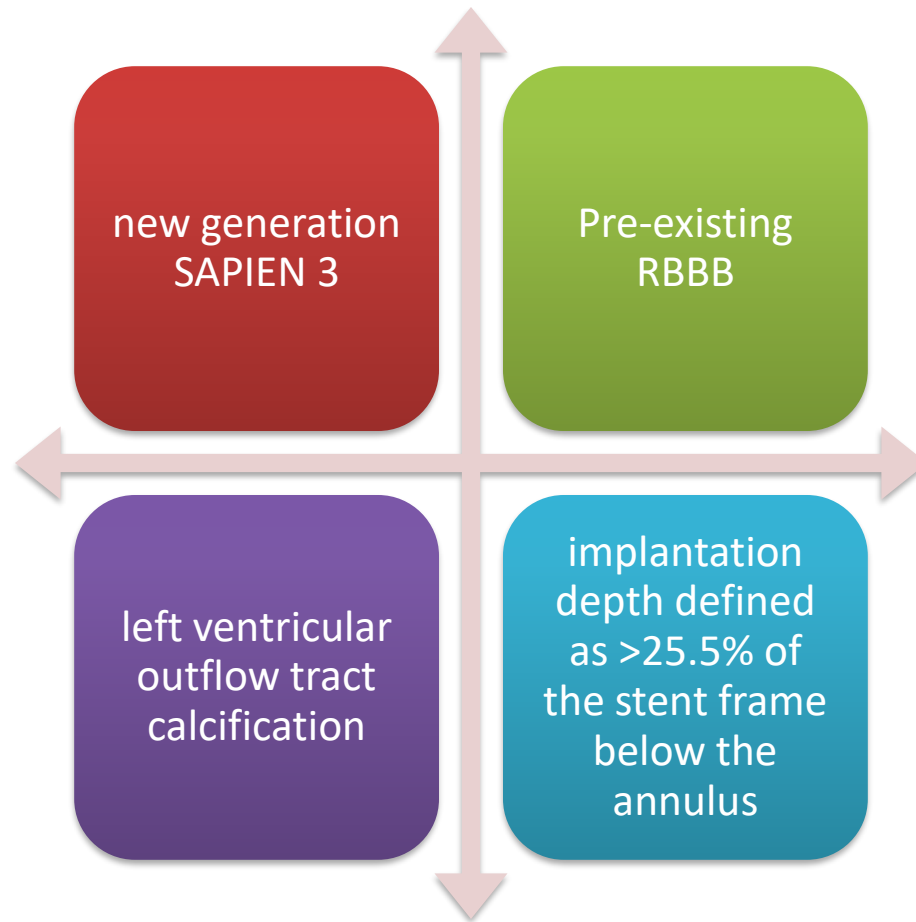 new generation
SAPIEN 3
Pre-existing
RBBB
left ventricular
outflow tract
calcification
implantation
depth defined
as >25.5% of
the stent frame
below the
annulus